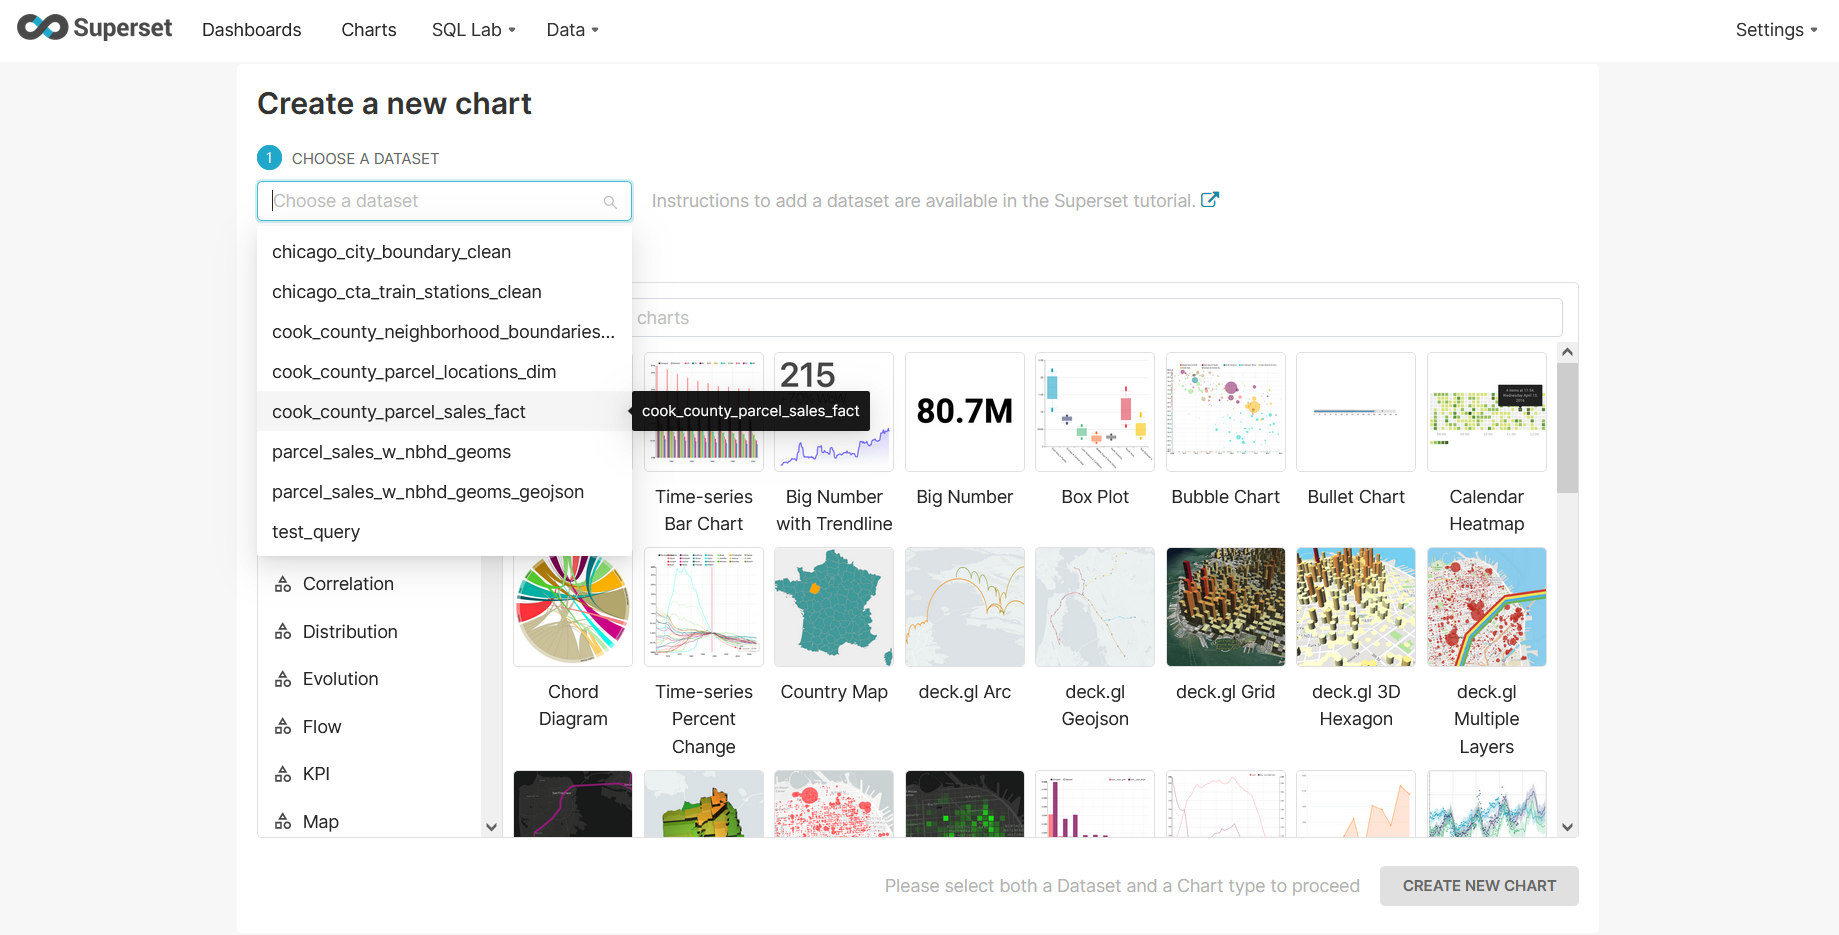 Superset Dashboards Charts SQL Lab Data Settings
Create a new chart
1 CHOOSE A DATASET
Choose a dataset
Instructions to add a dataset are available in the Superset tutorial.
chicago_city_boundary_clean
chicago_cta_train_stations_clean
cook_county_neighborhood_boundaries...
cook_county_parcel_locations_dim
cook_county_parcel_sales_fact
parcel_sales_w_nbhd_geoms
parcel_sales_w_nbhd_geoms_geojson
test_query
cook_county_parcel_sales_fact
charts
215
80.7M
Time-series
Bar Chart
Big Number
with Trendline
Big Number
Box Plot
Bubble Chart
Bullet Chart
Calendar
Heatmap
Correlation
Distribution
Evolution
Flow
KPI
Map
Chord
Diagram
Time-series
Percent
Change
Country Map
deck.gl Arc
deck.gl
Geojson
deck.gl Grid
deck.gl 3D
Hexagon
deck.gl
Multiple
Layers
Please select both a Dataset and a Chart type to proceed
CREATE NEW CHART